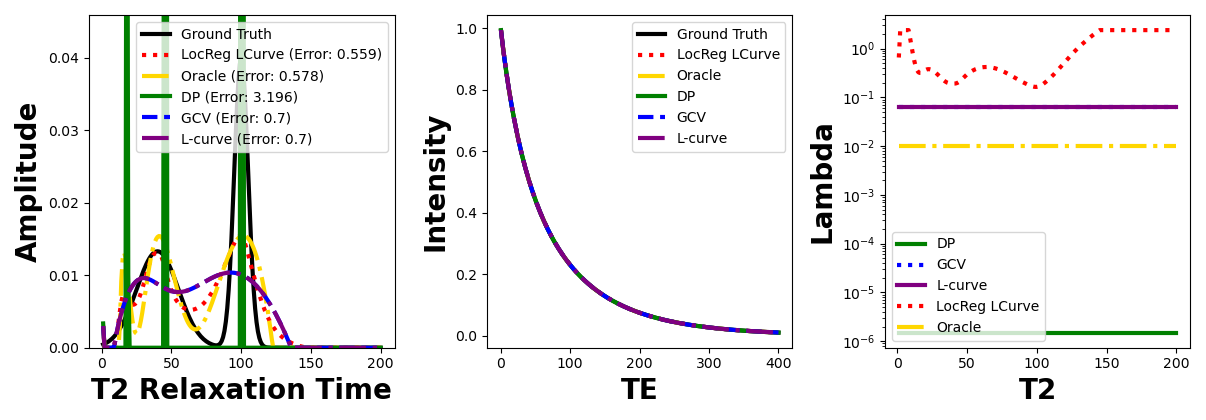 Amplitude
0.04
0.03
0.02
0.01
0.00
0
50
100
150
200
T2 Relaxation Time
Ground Truth
LocReg LCurve (Error: 0.559)
Oracle (Error: 0.578)
DP (Error: 3.196)
GCV (Error: 0.7)
L-curve (Error: 0.7)
Intensity
1.0
0.8
0.6
0.4
0.2
0.0
0
100
200
300
400
TE
Ground Truth
LocReg LCurve
Oracle
DP
GCV
L-curve
Lambda
10⁰
10⁻¹
10⁻²
10⁻³
10⁻⁴
10⁻⁵
10⁻⁶
0
50
100
150
200
T2
DP
GCV
L-curve
LocReg LCurve
Oracle